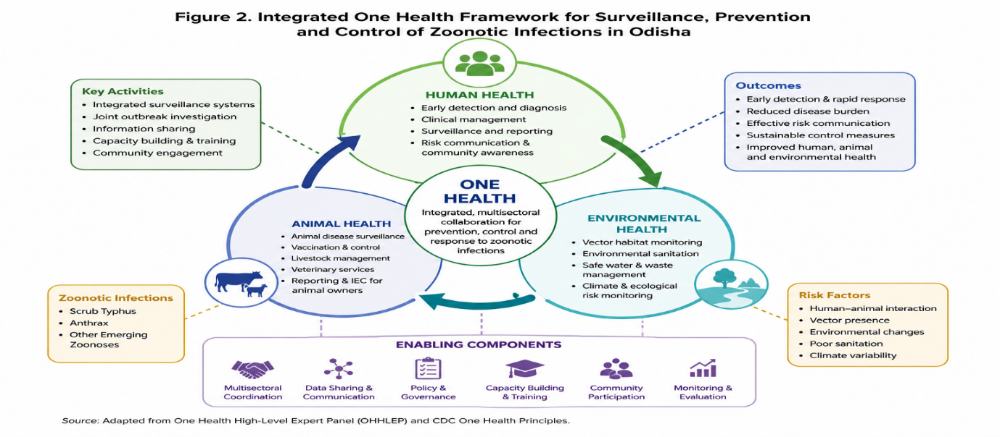 Figure 2. Integrated One Health Framework for Surveillance, Prevention
and Control of Zoonotic Infections in Odisha
Key Activities
• Integrated surveillance systems
• Joint outbreak investigation
• Information sharing
• Capacity building & training
• Community engagement
HUMAN HEALTH
• Early detection and diagnosis
• Clinical management
• Surveillance and reporting
• Risk communication &
community awareness
Outcomes
• Early detection & rapid response
• Reduced disease burden
• Effective risk communication
• Sustainable control measures
• Improved human, animal
and environmental health
ONE
HEALTH
Integrated, multisectoral
collaboration for
prevention, control and
response to zoonotic
infections
ANIMAL HEALTH
• Animal disease surveillance
• Vaccination & control
• Livestock management
• Veterinary services
• Reporting & IEC for
animal owners
ENVIRONMENTAL
HEALTH
• Vector habitat monitoring
• Environmental sanitation
• Safe water & waste
management
• Climate & ecological
risk monitoring
Zoonotic Infections
• Scrub Typhus
• Anthrax
• Other Emerging
Zoonoses
Risk Factors
• Human–animal interaction
• Vector presence
• Environmental changes
• Poor sanitation
• Climate variability
ENABLING COMPONENTS
Multisectoral
Coordination
Data Sharing &
Communication
Policy &
Governance
Capacity Building
& Training
Community
Participation
Monitoring &
Evaluation
Source: Adapted from One Health High-Level Expert Panel (OHHLEP) and CDC One Health Principles.